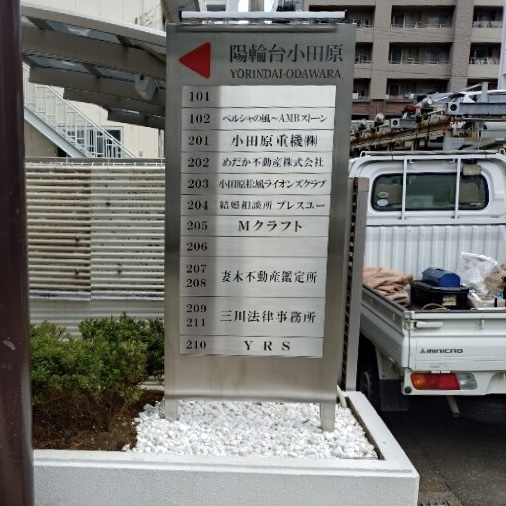 陽輪台小田原
YORINDAI-ODAWARA
101
102 ペルシャの風～AMBストーン
201 小田原重機㈱
202 めだか不動産株式会社
203 小田原松風ライオンズクラブ
204 結婚相談所 ブレスユー
205 Mクラフト
206
207
208 妻木不動産鑑定所
209
211 三川法律事務所
210 YRS
MINICAB